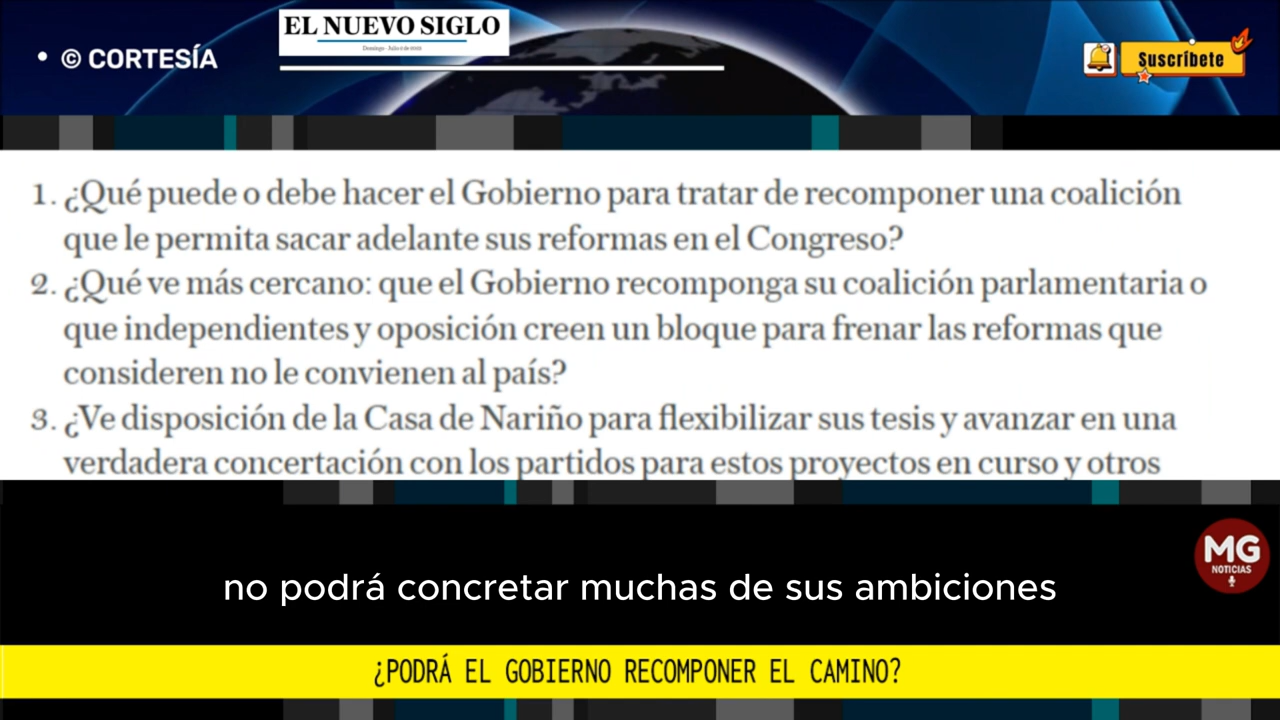 • © CORTESÍA
EL NUEVO SIGLO
Suscríbete
1. ¿Qué puede o debe hacer el Gobierno para tratar de recomponer una coalición
que le permita sacar adelante sus reformas en el Congreso?
2. ¿Qué ve más cercano: que el Gobierno recomponga su coalición parlamentaria o
que independientes y oposición creen un bloque para frenar las reformas que
consideren no le convienen al país?
3. ¿Ve disposición de la Casa de Nariño para flexibilizar sus tesis y avanzar en una
verdadera concertación con los partidos para estos proyectos en curso y otros
MG
NOTICIAS
no podrá concretar muchas de sus ambiciones
¿PODRÁ EL GOBIERNO RECOMPONER EL CAMINO?